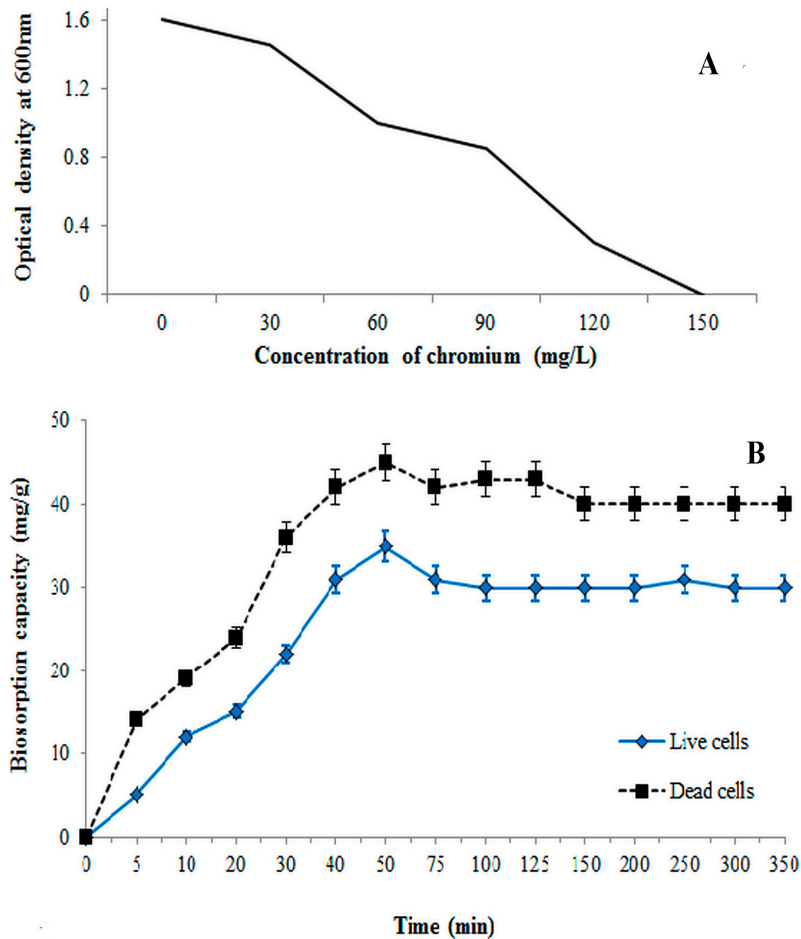 A
Optical density at 600nm
1.6
1.2
0.8
0.4
0
0 30 60 90 120 150
Concentration of chromium (mg/L)
B
Biosorption capacity (mg/g)
50
40
30
20
10
0
Live cells
Dead cells
0 5 10 20 30 40 50 75 100 125 150 200 250 300 350
Time (min)